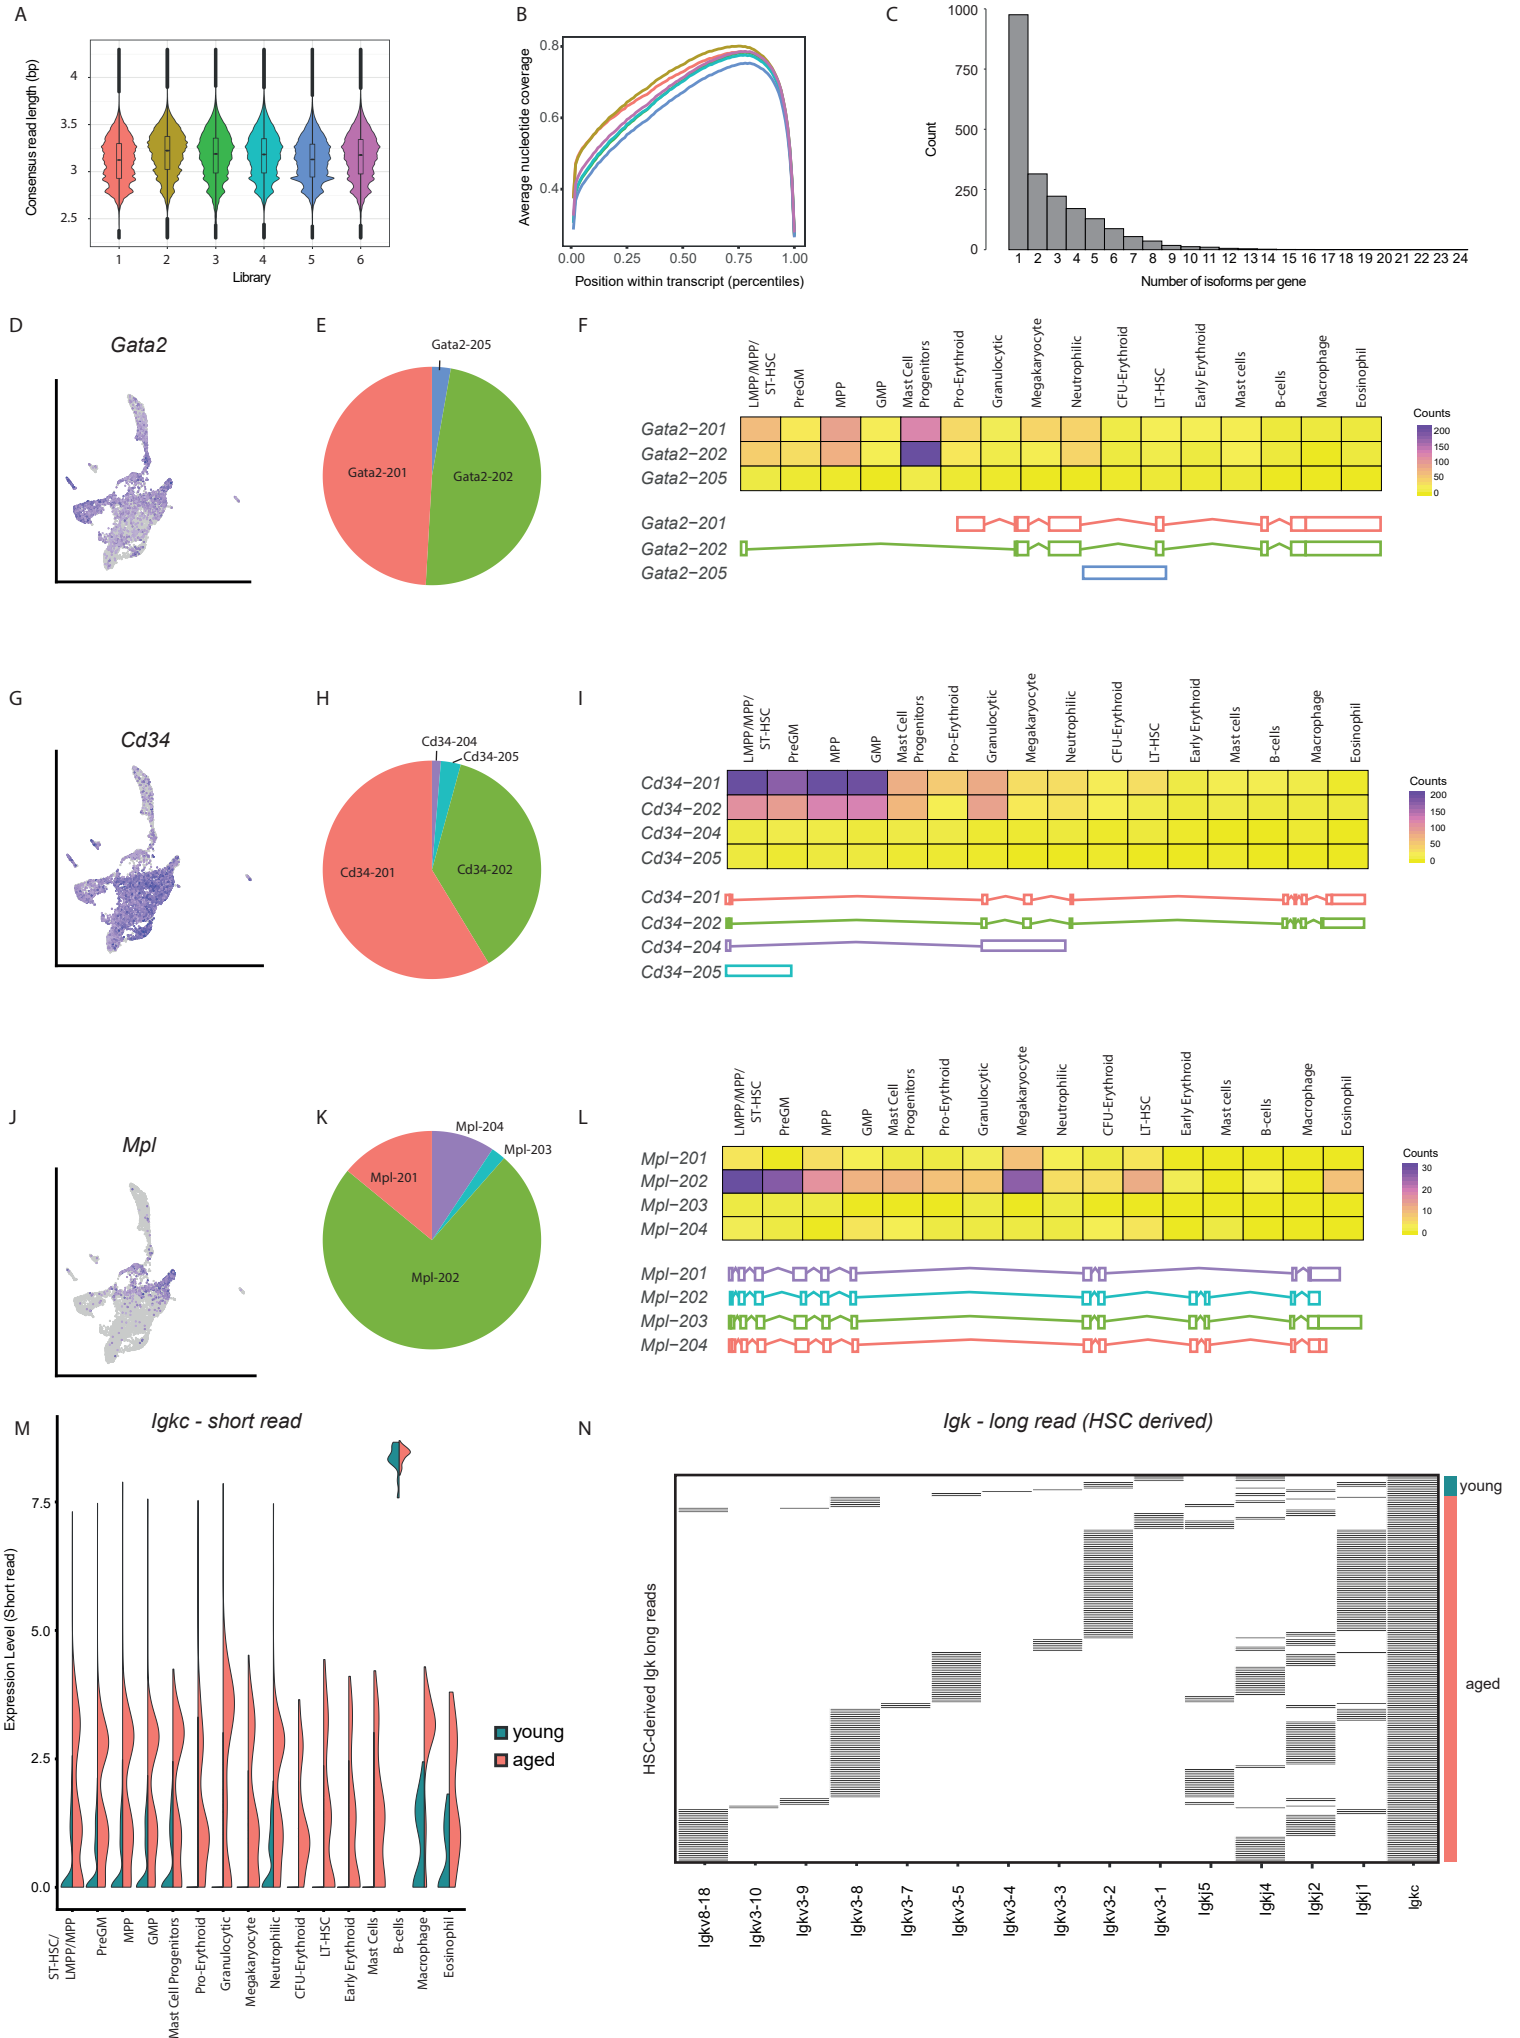 A
Consensus read length (bp)
4
3.5
3
2.5
1 2 3 4 5 6
Library
B
Average nucleotide coverage
0.8
0.6
0.4
0.00 0.25 0.50 0.75 1.00
Position within transcript (percentiles)
C
Count
1000
750
500
250
0
1 2 3 4 5 6 7 8 9 10 11 12 13 14 15 16 17 18 19 20 21 22 23 24
Number of isoforms per gene
D
Gata2
E
Gata2-205
Gata2-201
Gata2-202
F
LMPP/MPP/
ST-HSC
PreGM
MPP
GMP
Mast Cell
Progenitors
Pro-Erythroid
Granulocytic
Megakaryocyte
Neutrophilic
CFU-Erythroid
LT-HSC
Early Erythroid
Mast cells
B-cells
Macrophage
Eosinophil
Gata2−201
Gata2−202
Gata2−205
Counts
200
150
100
50
0
Gata2−201
Gata2−202
Gata2−205
G
Cd34
H
Cd34-204
Cd34-205
Cd34-201
Cd34-202
I
LMPP/MPP/
ST-HSC
PreGM
MPP
GMP
Mast Cell
Progenitors
Pro-Erythroid
Granulocytic
Megakaryocyte
Neutrophilic
CFU-Erythroid
LT-HSC
Early Erythroid
Mast cells
B-cells
Macrophage
Eosinophil
Cd34−201
Cd34−202
Cd34−204
Cd34−205
Counts
200
150
100
50
0
Cd34−201
Cd34−202
Cd34−204
Cd34−205
J
Mpl
K
Mpl-204
Mpl-203
Mpl-201
Mpl-202
L
LMPP/MPP/
ST-HSC
PreGM
MPP
GMP
Mast Cell
Progenitors
Pro-Erythroid
Granulocytic
Megakaryocyte
Neutrophilic
CFU-Erythroid
LT-HSC
Early Erythroid
Mast cells
B-cells
Macrophage
Eosinophil
Mpl−201
Mpl−202
Mpl−203
Mpl−204
Counts
30
20
10
0
Mpl−201
Mpl−202
Mpl−203
Mpl−204
M
Igkc - short read
Expression Level (Short read)
7.5
5.0
2.5
0.0
young
aged
ST-HSC/
LMPP/MPP
PreGM
MPP
GMP
Mast Cell Progenitors
Pro-Erythroid
Granulocytic
Megakaryocyte
Neutrophilic
CFU-Erythroid
LT-HSC
Early Erythroid
Mast Cells
B-cells
Macrophage
Eosinophil
N
Igk - long read (HSC derived)
HSC-derived Igk long reads
young
aged
Igkv8-18
Igkv3-10
Igkv3-9
Igkv3-8
Igkv3-7
Igkv3-5
Igkv3-4
Igkv3-3
Igkv3-2
Igkv3-1
Igkj5
Igkj4
Igkj2
Igkj1
Igkc